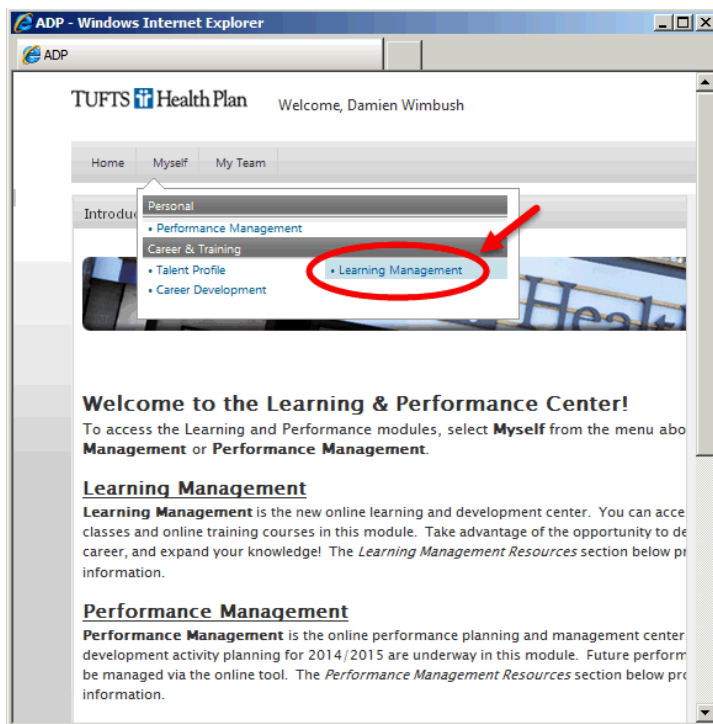 ADP - Windows Internet Explorer
ADP
TUFTS Health Plan
Welcome, Damien Wimbush
Home Myself My Team
Personal
• Performance Management
Career & Training
• Talent Profile • Learning Management
• Career Development
Introduc
Healt
Welcome to the Learning & Performance Center!
To access the Learning and Performance modules, select Myself from the menu abo
Management or Performance Management.
Learning Management
Learning Management is the new online learning and development center. You can acce
classes and online training courses in this module. Take advantage of the opportunity to de
career, and expand your knowledge! The Learning Management Resources section below pr
information.
Performance Management
Performance Management is the online performance planning and management center
development activity planning for 2014/2015 are underway in this module. Future perform
be managed via the online tool. The Performance Management Resources section below pro
information.